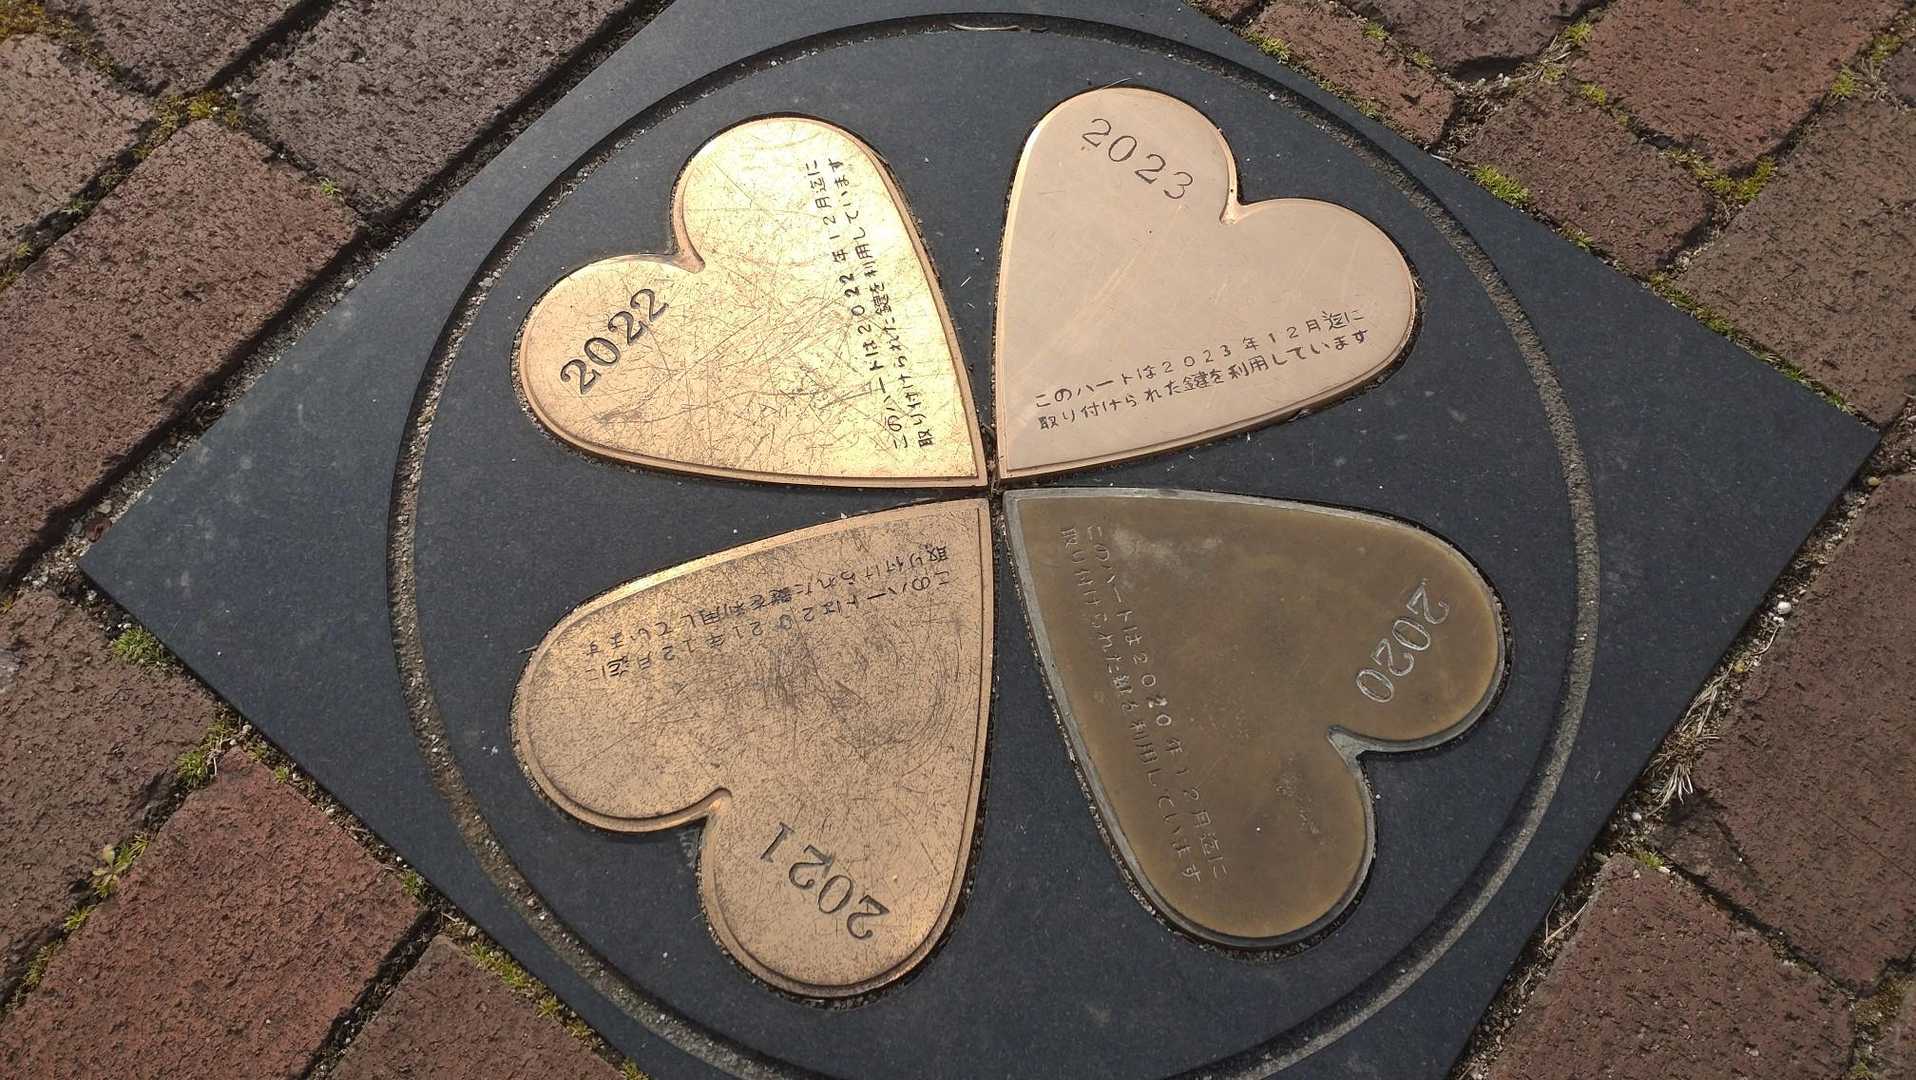 2022
このハートは2022年12月迄に
取り付けられた鍵を利用しています
2023
このハートは2023年12月迄に
取り付けられた鍵を利用しています
2021
このハートは2021年12月迄に
取り付けられた鍵を利用しています
2020
このハートは2020年12月迄に
取り付けられた鍵を利用しています